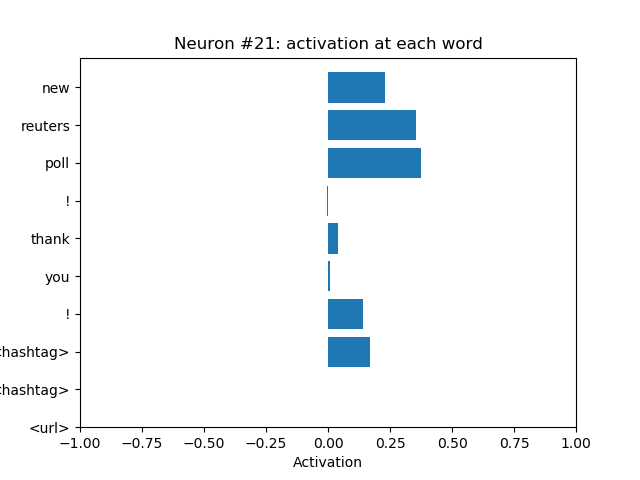 Neuron #21: activation at each word
new
reuters
poll
!
thank
you
!
hashtag>
hashtag>
<url>
−1.00 −0.75 −0.50 −0.25 0.00 0.25 0.50 0.75 1.00
Activation